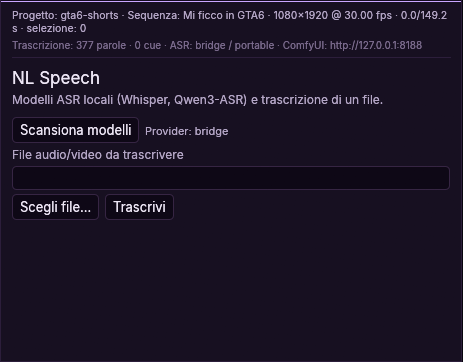 Progetto: gta6-shorts · Sequenza: Mi ficco in GTA6 · 1080×1920 @ 30.00 fps · 0.0/149.2
s · selezione: 0
Trascrizione: 377 parole · 0 cue · ASR: bridge / portable · ComfyUI: http://127.0.0.1:8188
NL Speech
Modelli ASR locali (Whisper, Qwen3-ASR) e trascrizione di un file.
Scansiona modelli Provider: bridge
File audio/video da trascrivere
Scegli file... Trascrivi